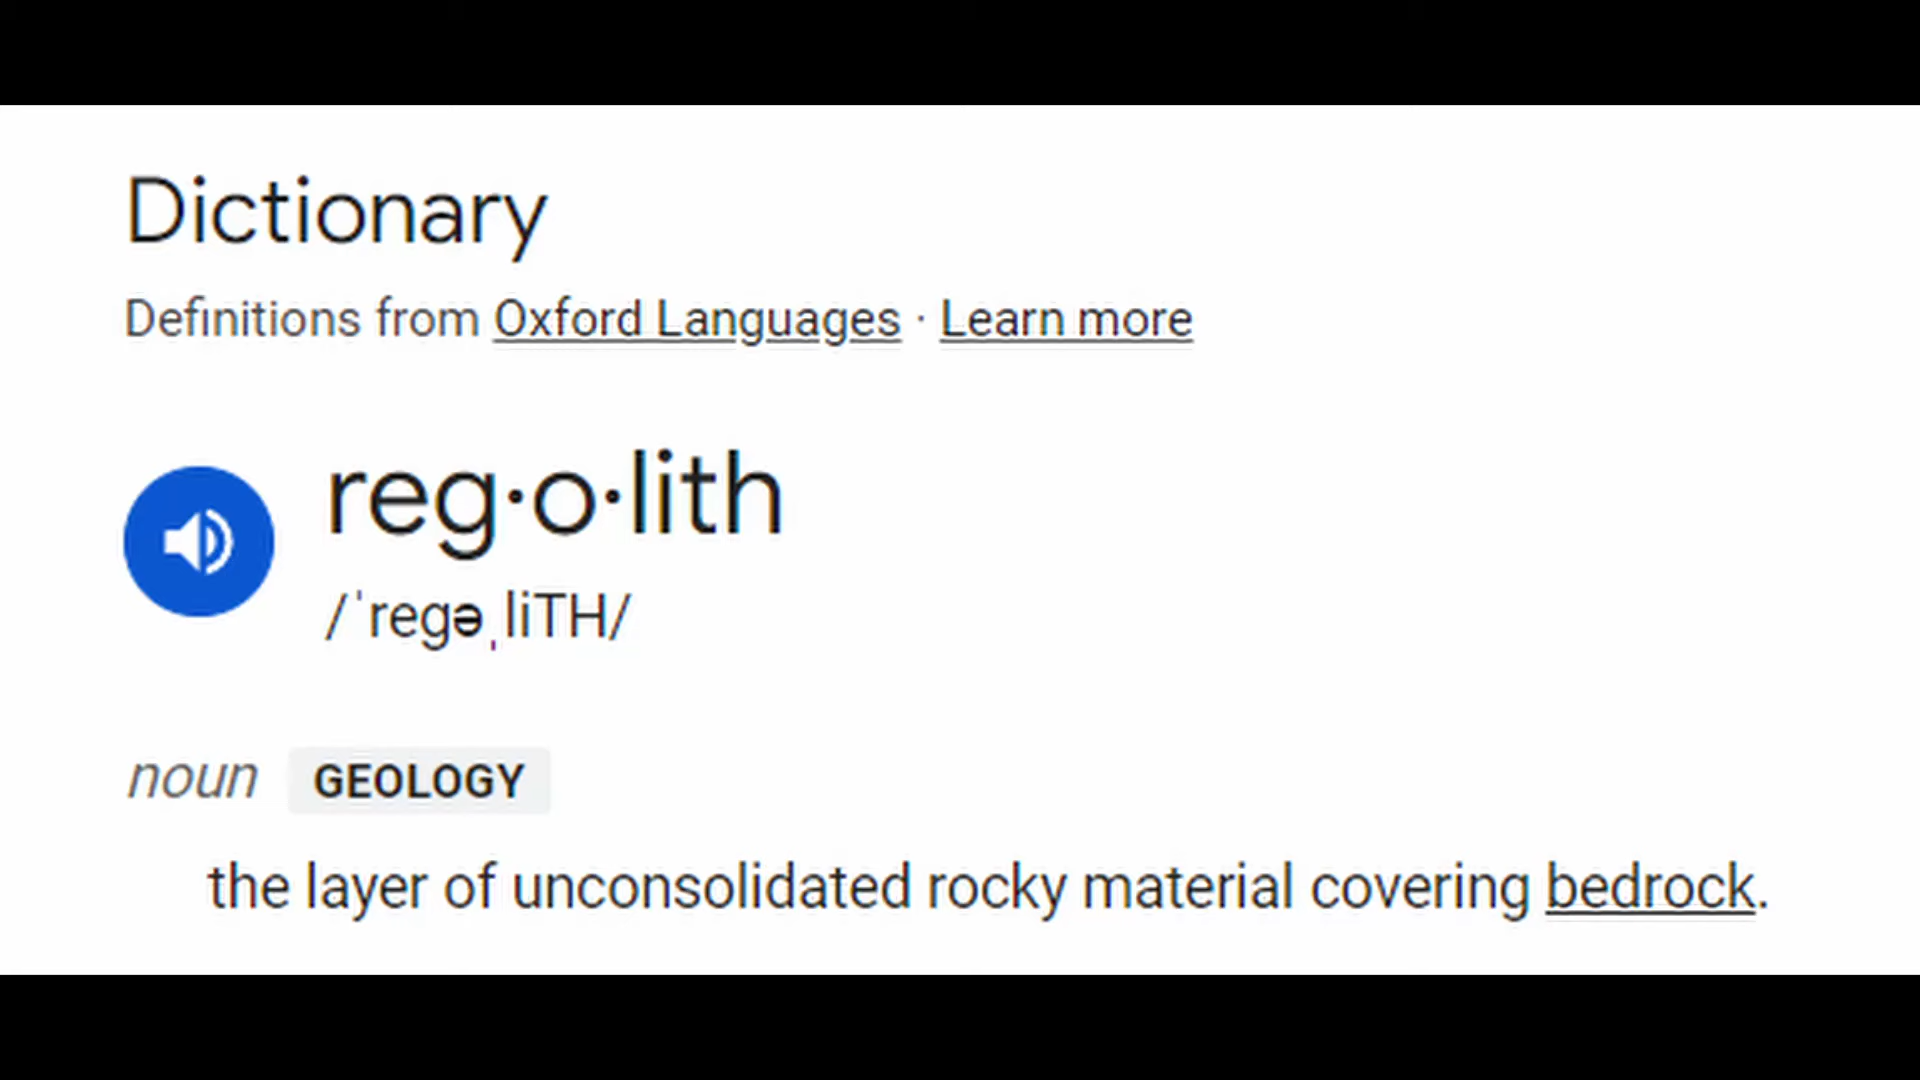 Dictionary
Definitions from Oxford Languages · Learn more
reg·o·lith
/ˈregəˌliTH/
noun GEOLOGY
the layer of unconsolidated rocky material covering bedrock.